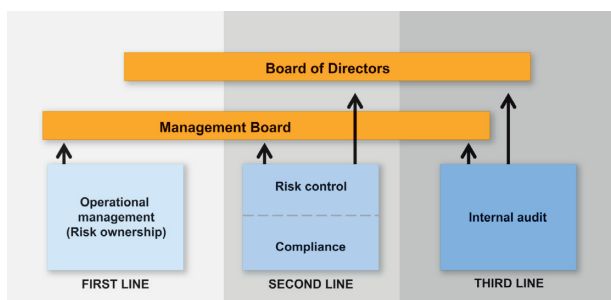 Board of Directors
Management Board
Operational
management
(Risk ownership)
Risk control
Compliance
Internal audit
FIRST LINE
SECOND LINE
THIRD LINE